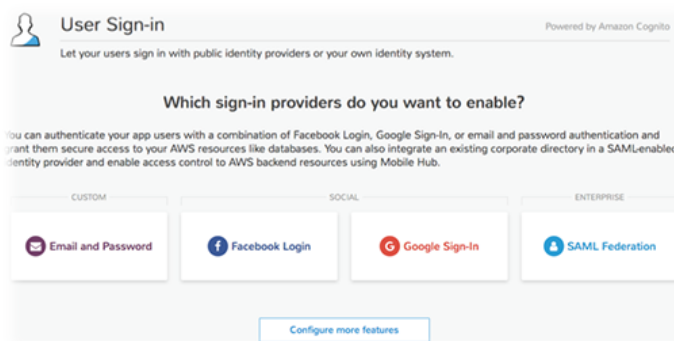 User Sign-in
Powered by Amazon Cognito
Let your users sign in with public identity providers or your own identity system.
Which sign-in providers do you want to enable?
You can authenticate your app users with a combination of Facebook Login, Google Sign-In, or email and password authentication and
grant them secure access to your AWS resources like databases. You can also integrate an existing corporate directory in a SAML-enabled
identity provider and enable access control to AWS backend resources using Mobile Hub.
CUSTOM
SOCIAL
ENTERPRISE
Email and Password
f Facebook Login
G Google Sign-In
SAML Federation
Configure more features